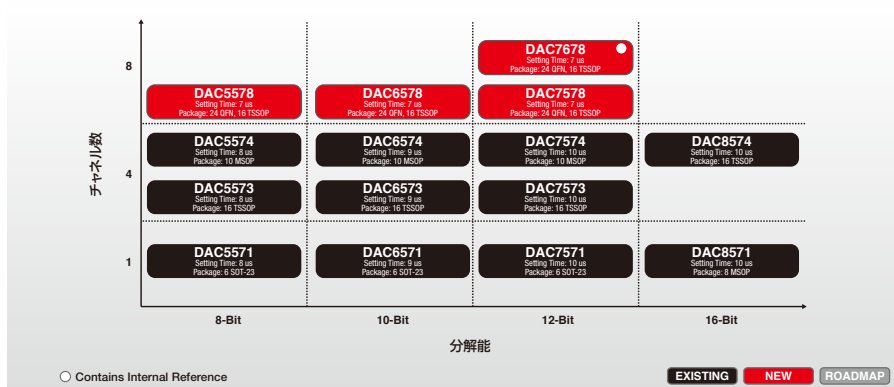 8
DAC7678
Setting Time: 7 us
Package: 24 QFN, 16 TSSOP
DAC5578
Setting Time: 7 us
Package: 24 QFN, 16 TSSOP
DAC6578
Setting Time: 7 us
Package: 24 QFN, 16 TSSOP
DAC7578
Setting Time: 7 us
Package: 24 QFN, 16 TSSOP
チャネル数
4
DAC5574
Setting Time: 8 us
Package: 10 MSOP
DAC6574
Setting Time: 9 us
Package: 10 MSOP
DAC7574
Setting Time: 10 us
Package: 10 MSOP
DAC8574
Setting Time: 10 us
Package: 16 TSSOP
DAC5573
Setting Time: 8 us
Package: 16 TSSOP
DAC6573
Setting Time: 9 us
Package: 16 TSSOP
DAC7573
Setting Time: 10 us
Package: 16 TSSOP
1
DAC5571
Setting Time: 8 us
Package: 6 SOT-23
DAC6571
Setting Time: 9 us
Package: 6 SOT-23
DAC7571
Setting Time: 10 us
Package: 6 SOT-23
DAC8571
Setting Time: 10 us
Package: 8 MSOP
8-Bit
10-Bit
12-Bit
16-Bit
分解能
Contains Internal Reference
EXISTING
NEW
ROADMAP